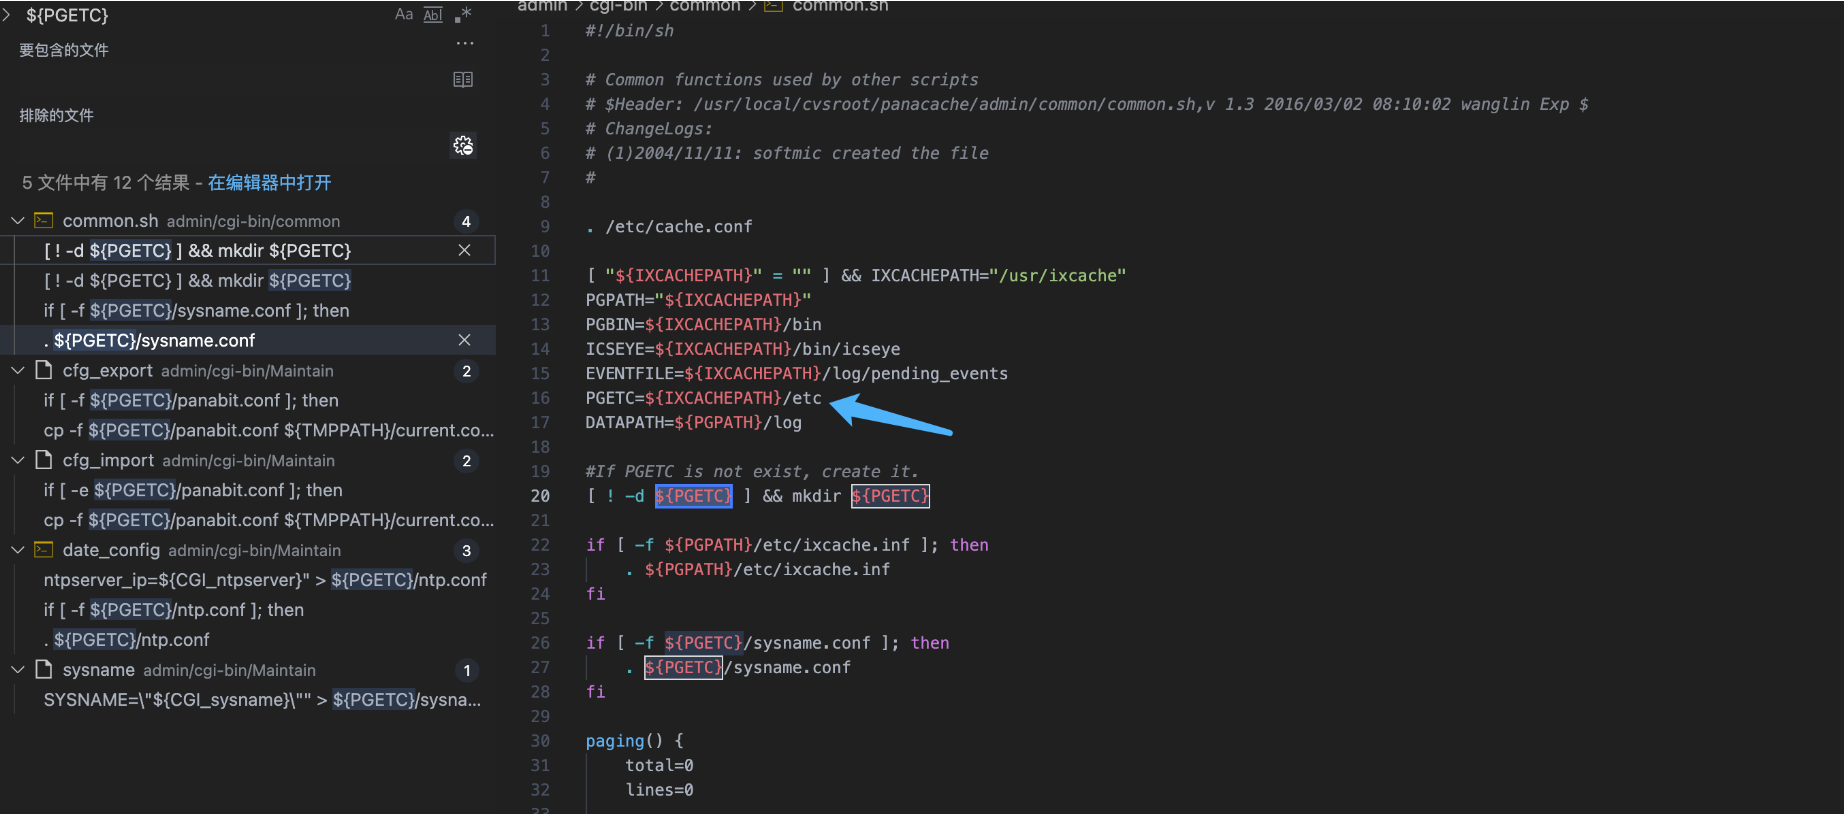 ${PGETC}
Aa Abl .*
要包含的文件
...
排除的文件
5 文件中有 12 个结果 - 在编辑器中打开
common.sh admin/cgi-bin/common 4
[ ! -d ${PGETC} ] && mkdir ${PGETC}
[ ! -d ${PGETC} ] && mkdir ${PGETC}
if [ -f ${PGETC}/sysname.conf ]; then
. ${PGETC}/sysname.conf
cfg_export admin/cgi-bin/Maintain 2
if [ -f ${PGETC}/panabit.conf ]; then
cp -f ${PGETC}/panabit.conf ${TMPPATH}/current.co...
cfg_import admin/cgi-bin/Maintain 2
if [ -e ${PGETC}/panabit.conf ]; then
cp -f ${PGETC}/panabit.conf ${TMPPATH}/current.co...
date_config admin/cgi-bin/Maintain 3
ntpserver_ip=${CGI_ntpserver}" > ${PGETC}/ntp.conf
if [ -f ${PGETC}/ntp.conf ]; then
. ${PGETC}/ntp.conf
sysname admin/cgi-bin/Maintain 1
SYSNAME=\"${CGI_sysname}\"" > ${PGETC}/sysna...
admin > cgi-bin > common > common.sh
1 #!/bin/sh
2
3 # Common functions used by other scripts
4 # $Header: /usr/local/cvsroot/panacache/admin/common/common.sh,v 1.3 2016/03/02 08:10:02 wanglin Exp $
5 # ChangeLogs:
6 # (1)2004/11/11: softmic created the file
7 #
8
9 . /etc/cache.conf
10
11 [ "${IXCACHEPATH}" = "" ] && IXCACHEPATH="/usr/ixcache"
12 PGPATH="${IXCACHEPATH}"
13 PGBIN=${IXCACHEPATH}/bin
14 ICSEYE=${IXCACHEPATH}/bin/icseye
15 EVENTFILE=${IXCACHEPATH}/log/pending_events
16 PGETC=${IXCACHEPATH}/etc
17 DATAPATH=${PGPATH}/log
18
19 #If PGETC is not exist, create it.
20 [ ! -d ${PGETC} ] && mkdir ${PGETC}
21
22 if [ -f ${PGPATH}/etc/ixcache.inf ]; then
23 . ${PGPATH}/etc/ixcache.inf
24 fi
25
26 if [ -f ${PGETC}/sysname.conf ]; then
27 . ${PGETC}/sysname.conf
28 fi
29
30 paging() {
31 total=0
32 lines=0
33